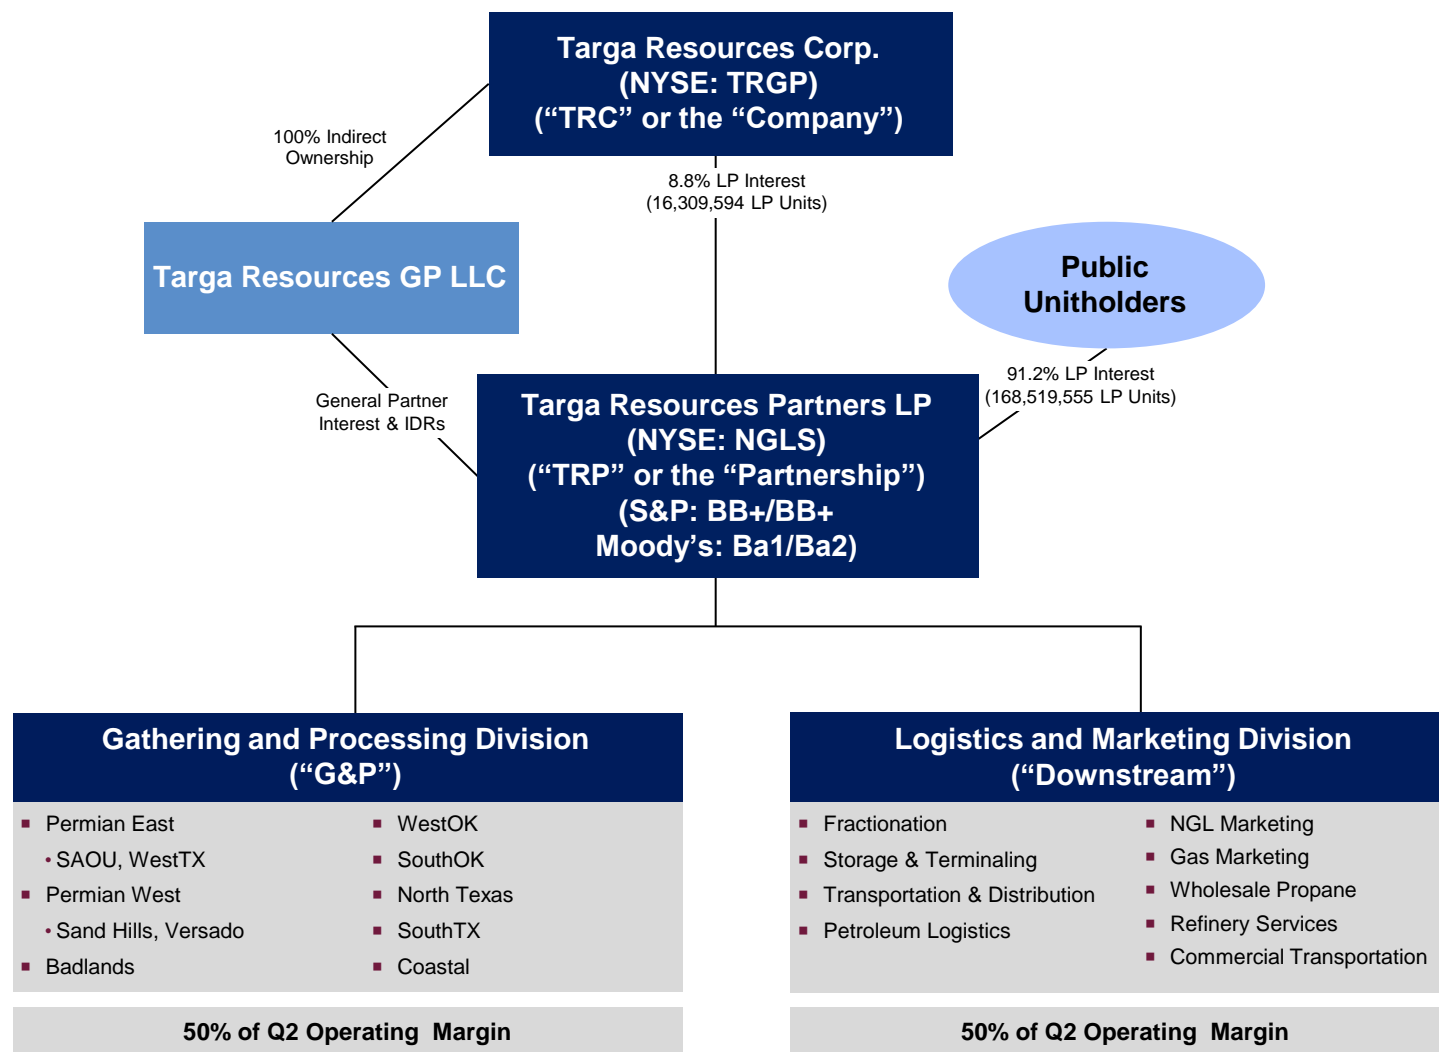 Targa Resources Corp.
(NYSE: TRGP)
(“TRC” or the “Company”)
100% Indirect
Ownership
8.8% LP Interest
(16,309,594 LP Units)
Targa Resources GP LLC
Public
Unitholders
General Partner
Interest & IDRs
91.2% LP Interest
(168,519,555 LP Units)
Targa Resources Partners LP
(NYSE: NGLS)
(“TRP” or the “Partnership”)
(S&P: BB+/BB+
Moody’s: Ba1/Ba2)
Gathering and Processing Division
(“G&P”)
▪ Permian East
• SAOU, WestTX
▪ Permian West
• Sand Hills, Versado
▪ Badlands
▪ WestOK
▪ SouthOK
▪ North Texas
▪ SouthTX
▪ Coastal
50% of Q2 Operating Margin
Logistics and Marketing Division
(“Downstream”)
▪ Fractionation
▪ Storage & Terminaling
▪ Transportation & Distribution
▪ Petroleum Logistics
▪ NGL Marketing
▪ Gas Marketing
▪ Wholesale Propane
▪ Refinery Services
▪ Commercial Transportation
50% of Q2 Operating Margin